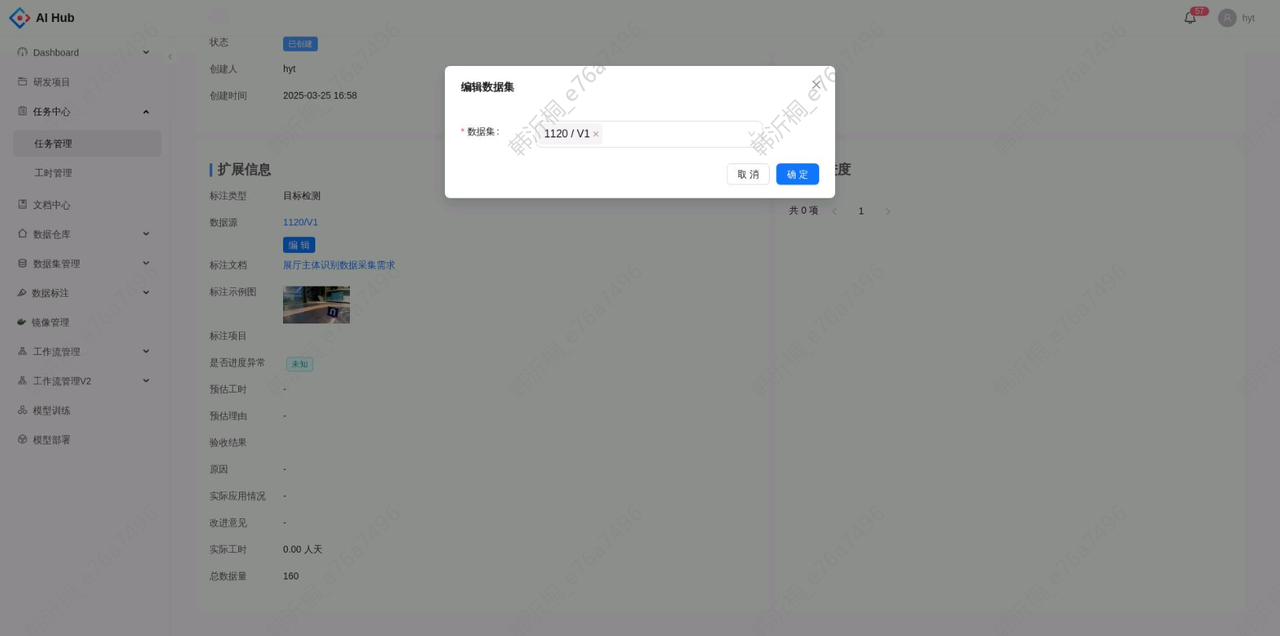 AI Hub
57
hyt
Dashboard
研发项目
任务中心
任务管理
工时管理
文档中心
数据仓库
数据集管理
数据标注
镜像管理
工作流管理
工作流管理V2
模型训练
模型部署
状态
已创建
创建人
hyt
创建时间
2025-03-25 16:58
编辑数据集
* 数据集:
1120 / V1
取 消
确 定
扩展信息
标注类型
目标检测
数据源
1120/V1
编 辑
标注文档
展厅主体识别数据采集需求
标注示例图
标注项目
是否进度异常
未知
预估工时
-
预估理由
-
验收结果
原因
-
实际应用情况
-
改进意见
-
实际工时
0.00 人天
总数据量
160
度
共 0 项
1
韩沂桐_e76a7496